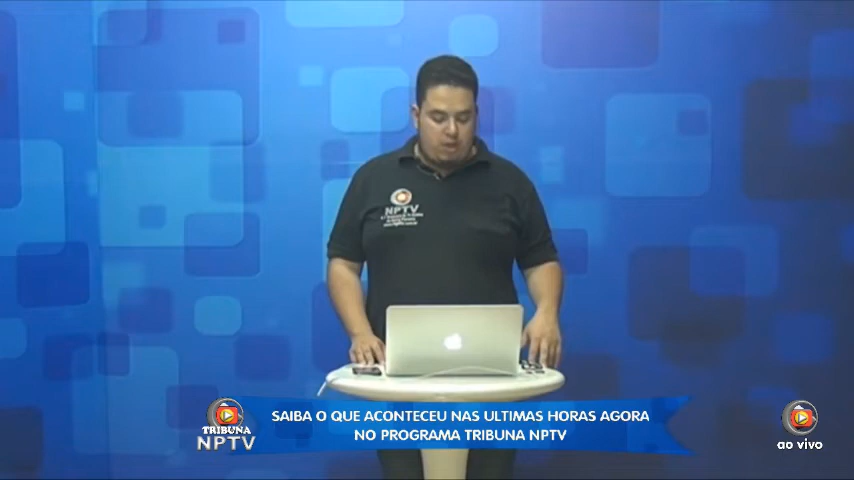 NPTV
SAIBA O QUE ACONTECEU NAS ULTIMAS HORAS AGORA
NO PROGRAMA TRIBUNA NPTV
TRIBUNA
NPTV
ao vivo